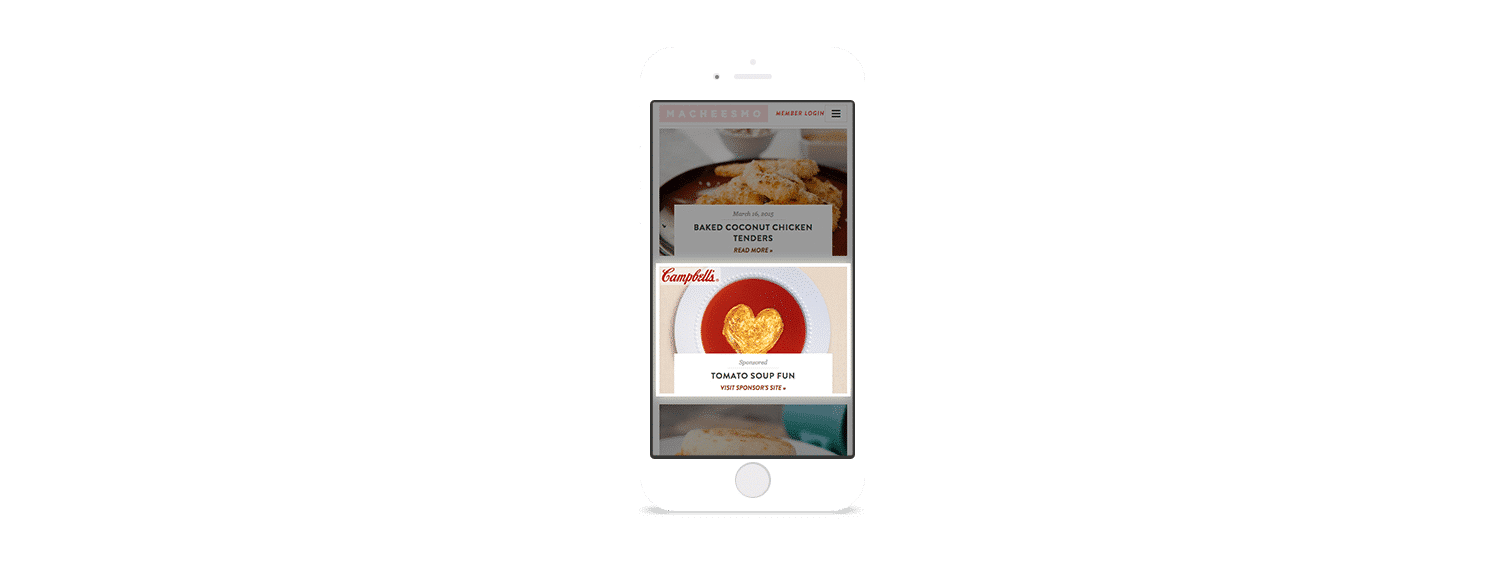 MACHEESMO
MEMBER LOGIN
March 16, 2015
BAKED COCONUT CHICKEN
TENDERS
READ MORE »
Campbell's
Sponsored
TOMATO SOUP FUN
VISIT SPONSOR'S SITE »